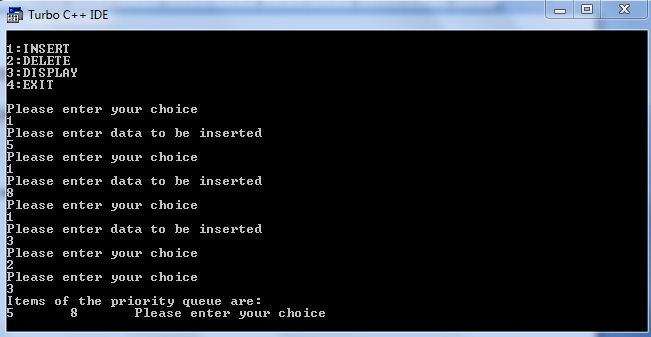 Turbo C++ IDE
1:INSERT
2:DELETE
3:DISPLAY
4:EXIT
Please enter your choice
1
Please enter data to be inserted
5
Please enter your choice
1
Please enter data to be inserted
8
Please enter your choice
1
Please enter data to be inserted
3
Please enter your choice
2
Please enter your choice
3
Items of the priority queue are:
5 8 Please enter your choice